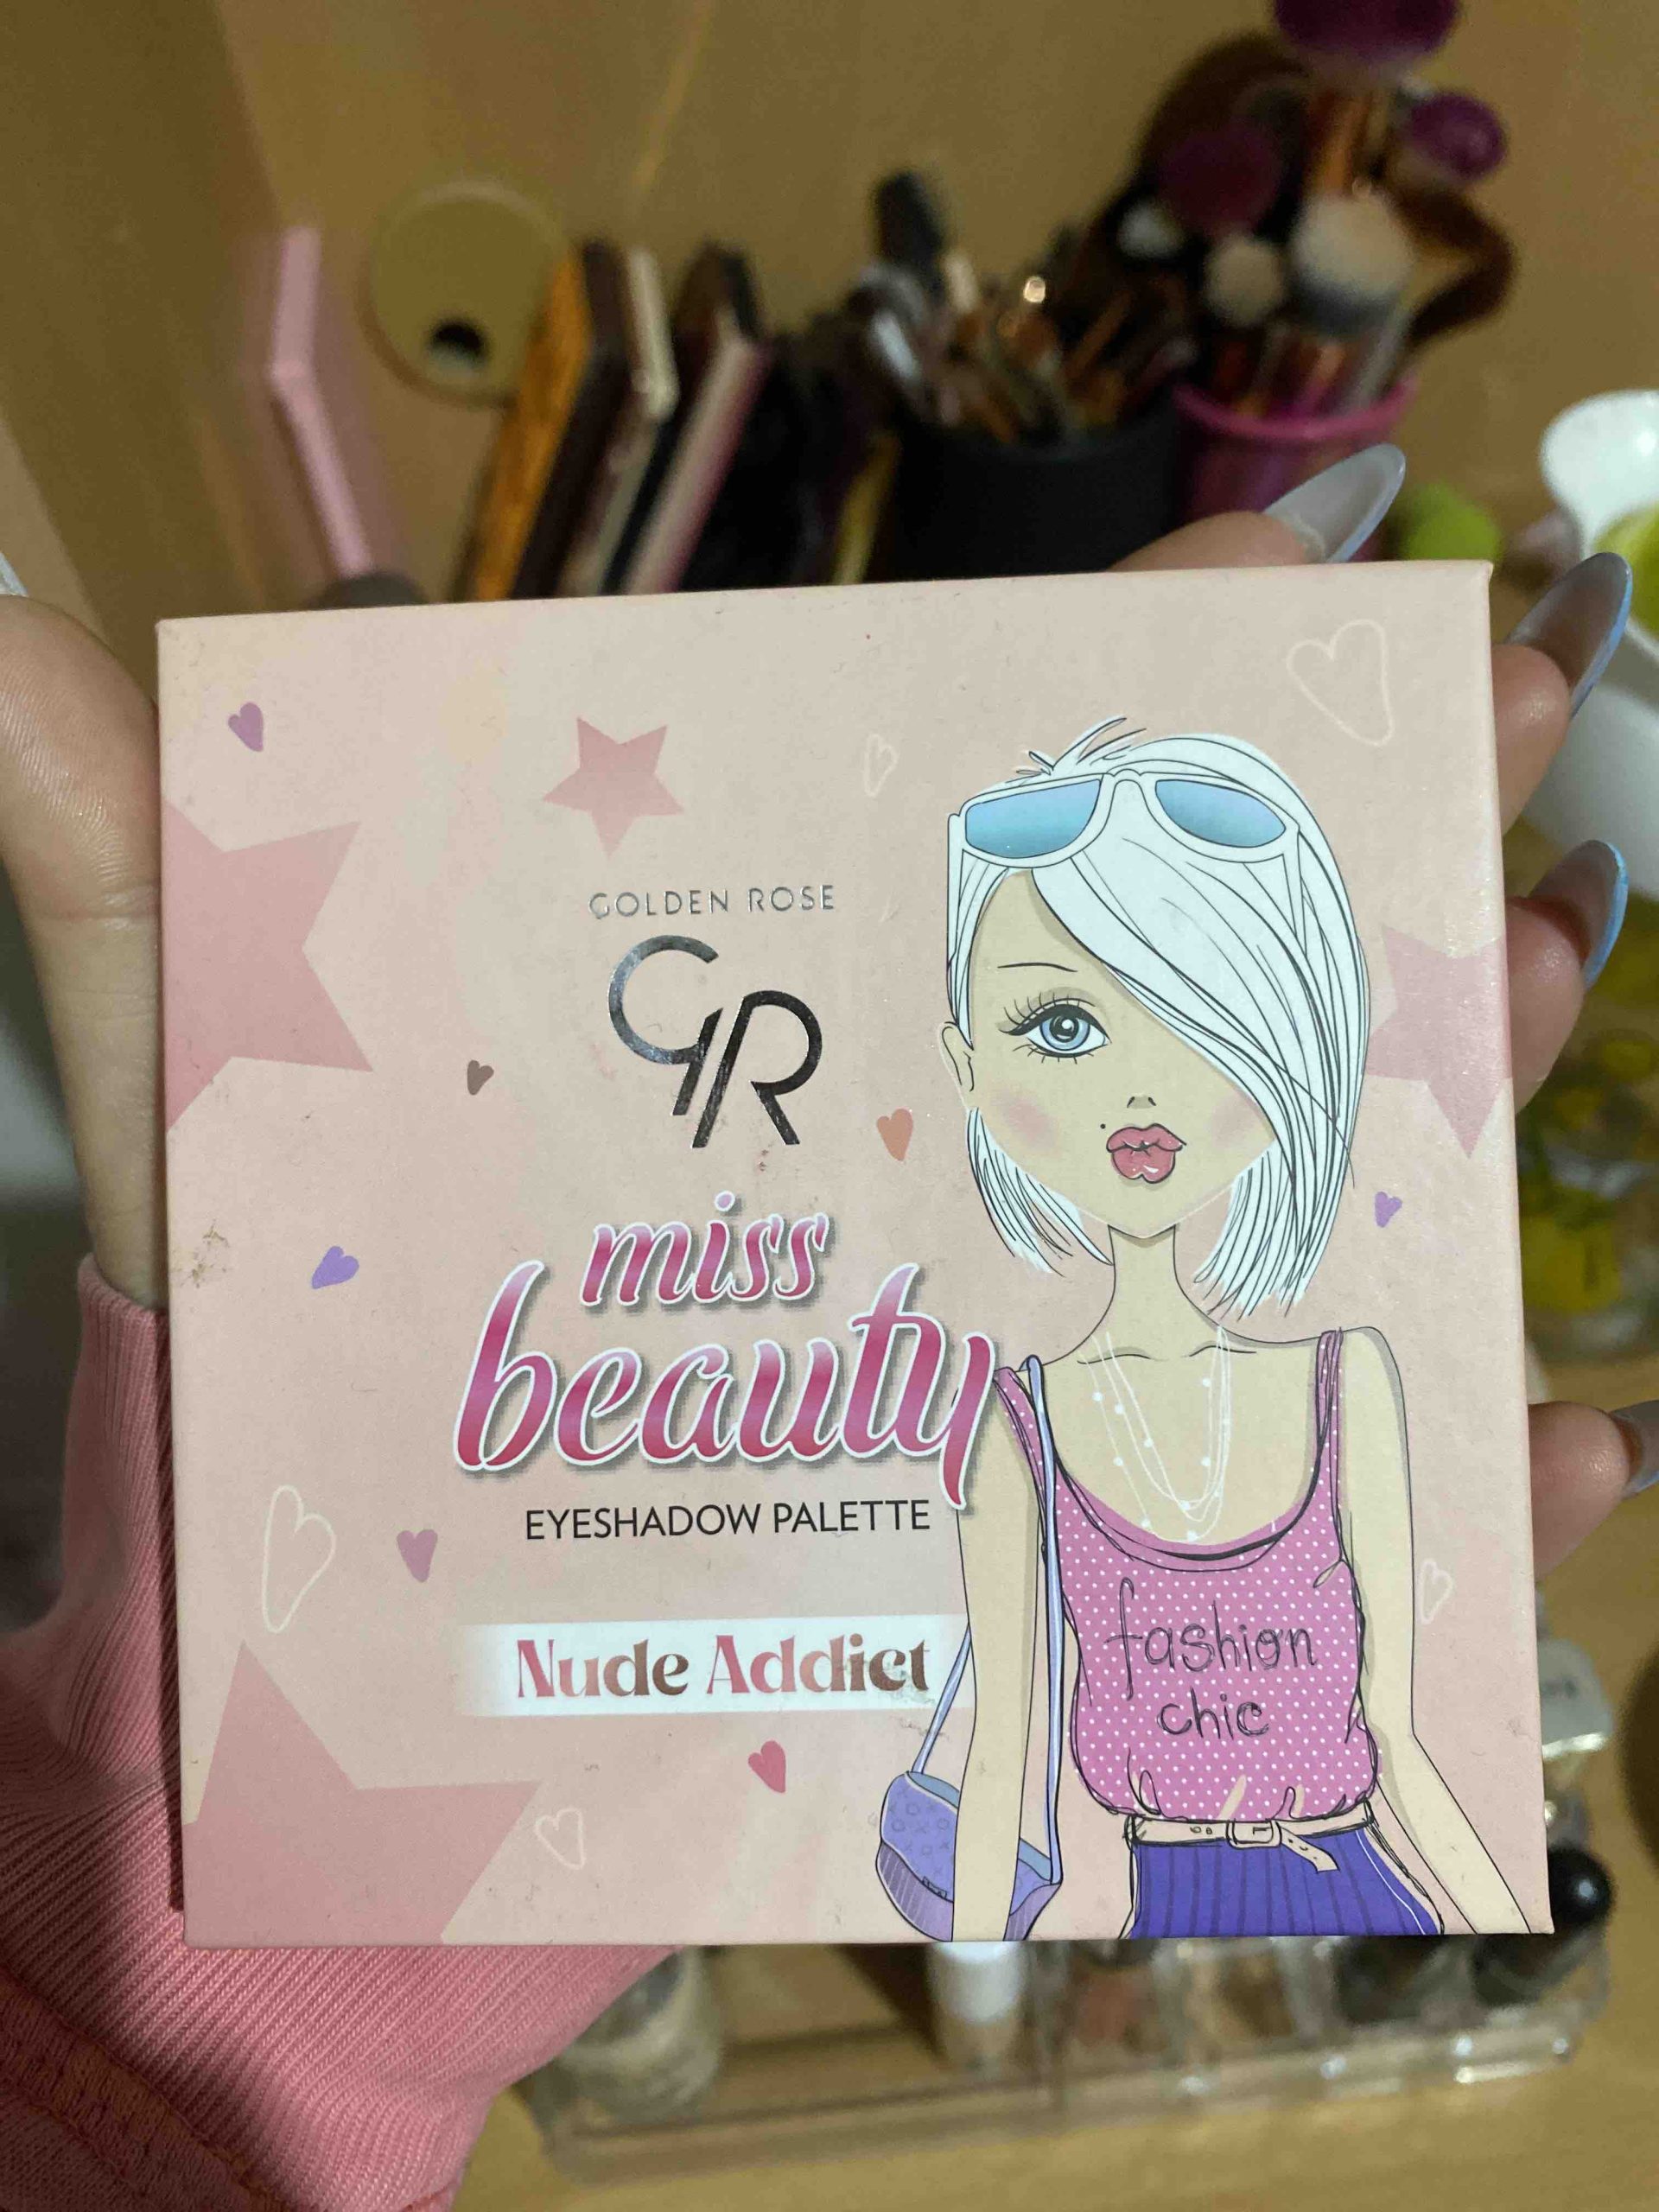 GOLDEN ROSE
GR
miss
beauty
EYESHADOW PALETTE
Nude Addict
fashion
chic